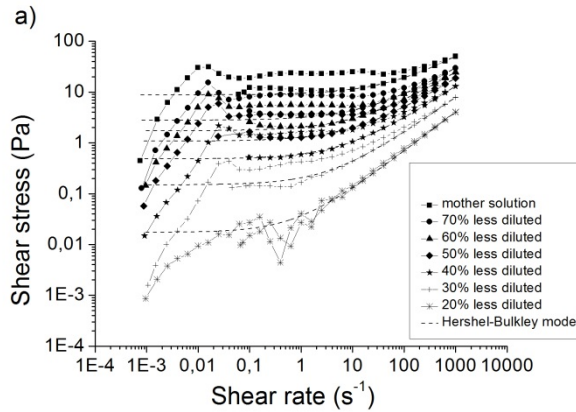 a)
100
10
1
0,1
0,01
1E-3
1E-4
Shear stress (Pa)
mother solution
70% less diluted
60% less diluted
50% less diluted
40% less diluted
30% less diluted
20% less diluted
Hershel-Bulkley mode
1E-4 1E-3 0,01 0,1 1 10 100 1000 10000
Shear rate (s-1)